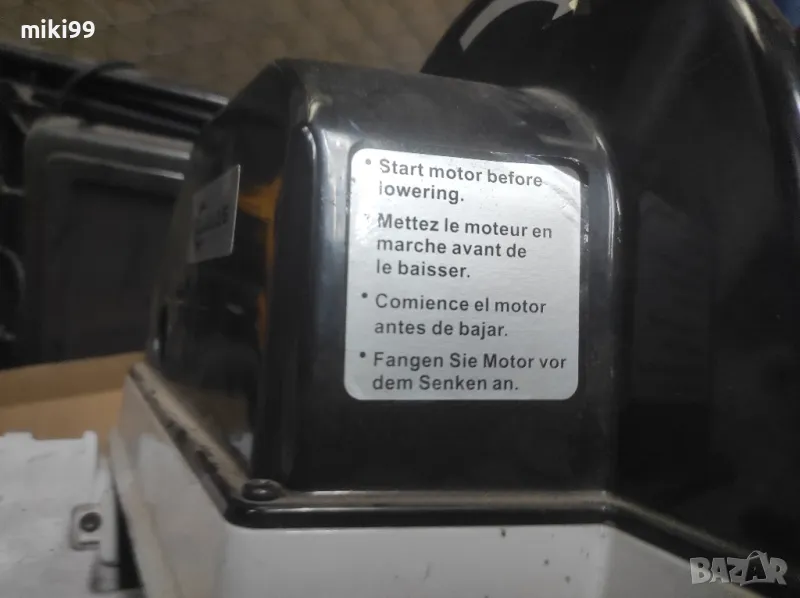 miki99
• Start motor before
lowering.
• Mettez le moteur en
marche avant de
le baisser.
• Comience el motor
antes de bajar.
• Fangen Sie Motor vor
dem Senken an.
BAZAR